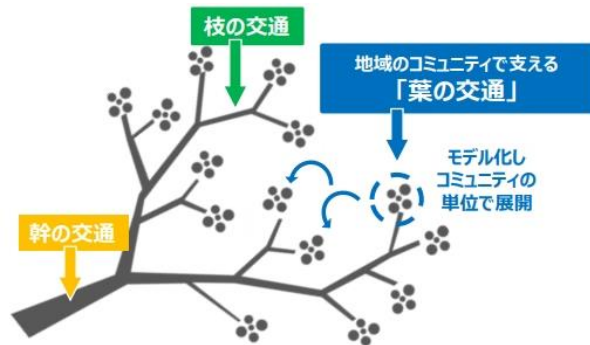 枝の交通
地域のコミュニティで支える
「葉の交通」
モデル化し
コミュニティの
単位で展開
幹の交通